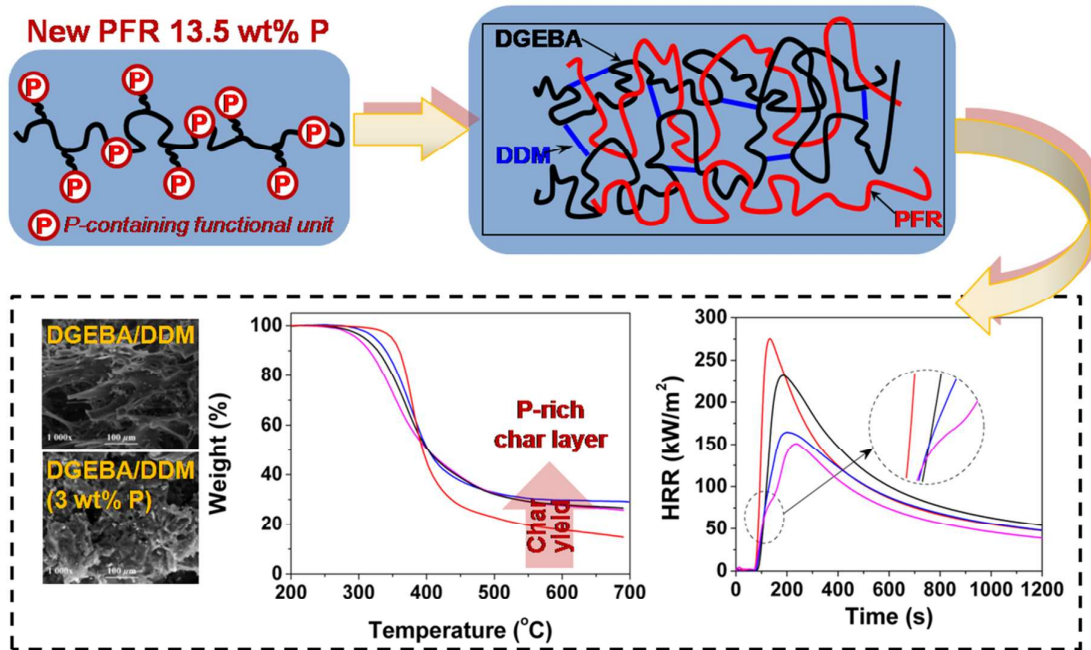 New PFR 13.5 wt% P
P
P
P
P
P
P
P
P
P
P
P-containing functional unit
DGEBA
DDM
PFR
DGEBA/DDM
1 000x 100 μm
DGEBA/DDM
(3 wt% P)
1 000x 100 μm
Weight (%)
100
80
60
40
20
0
200 300 400 500 600 700
Temperature (°C)
P-rich
char layer
Char
yield
HRR (kW/m²)
300
250
200
150
100
50
0
0 200 400 600 800 1000 1200
Time (s)